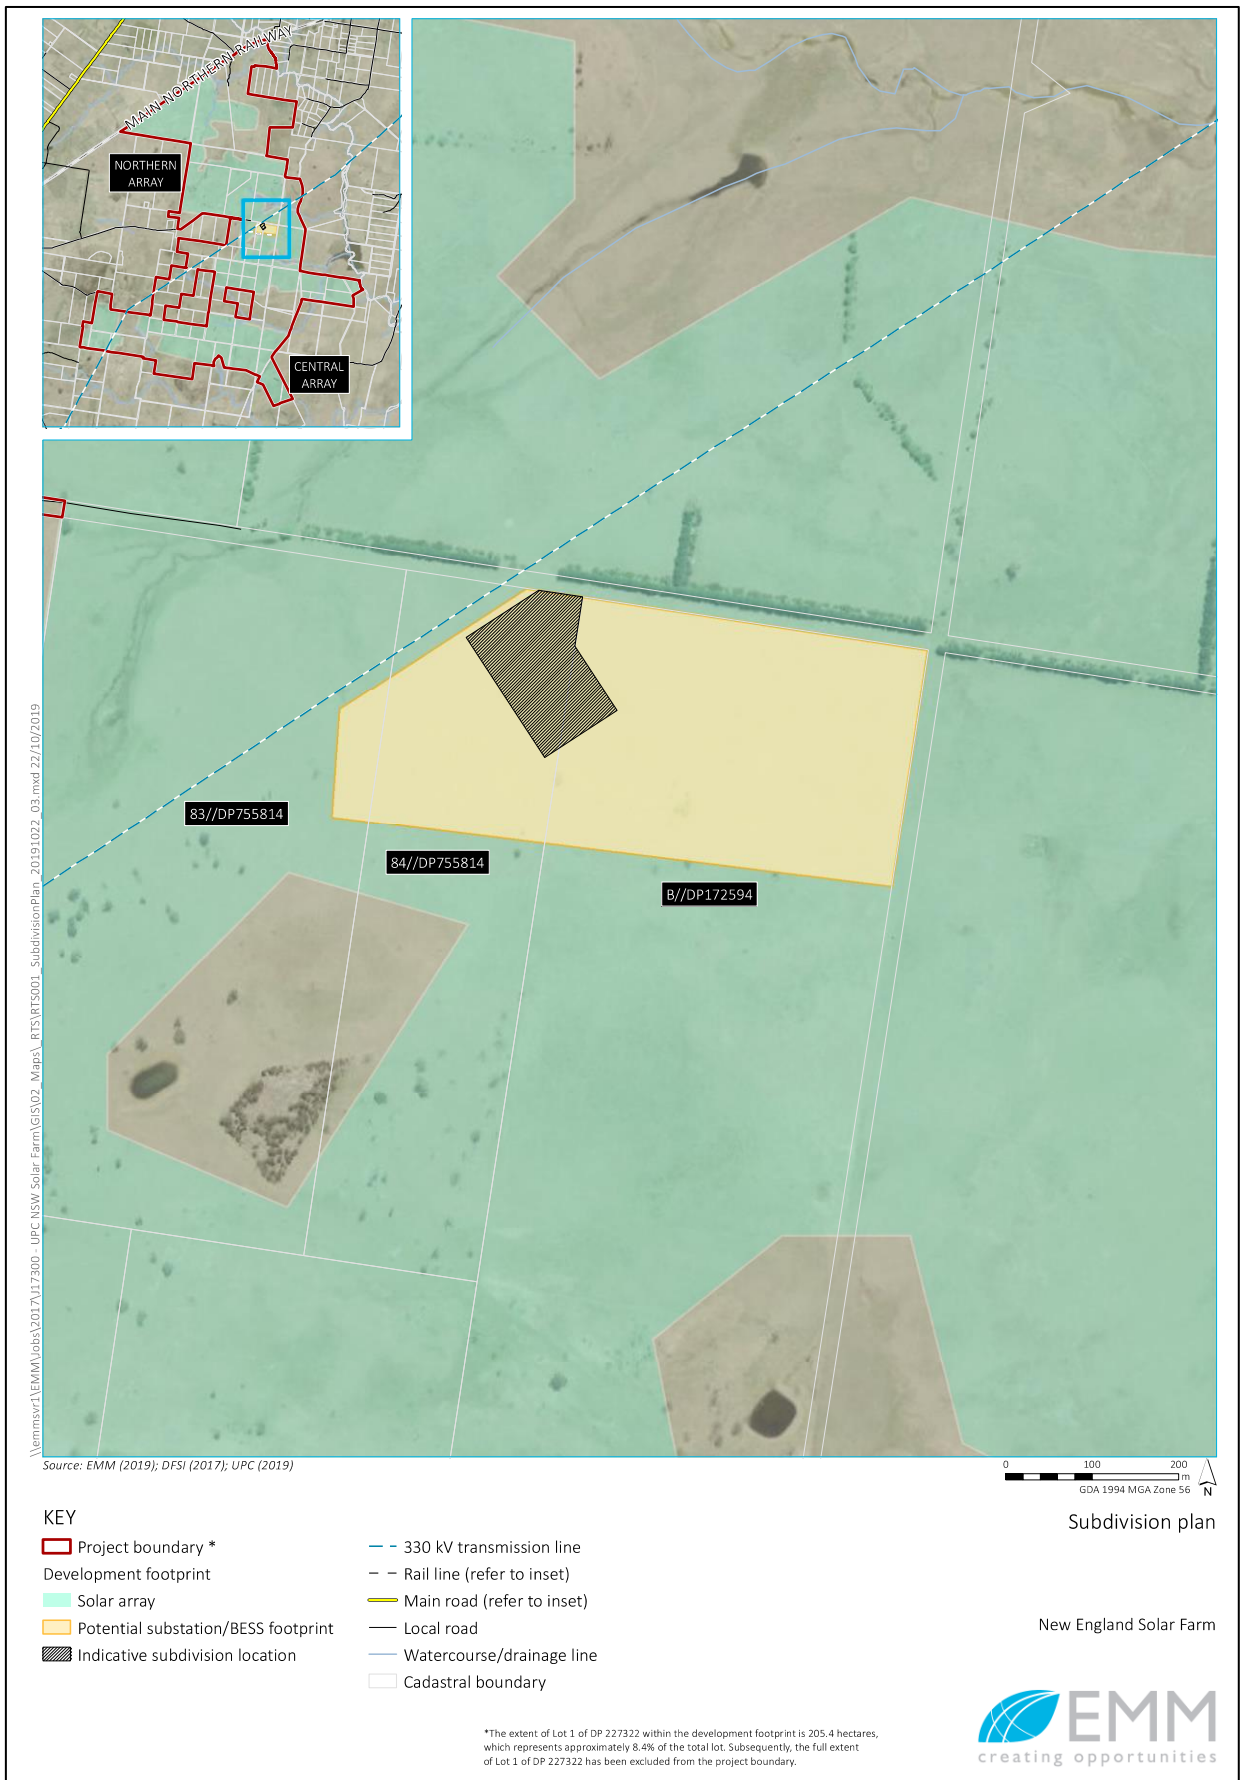 MAIN NORTHERN RAILWAY
NORTHERN
ARRAY
CENTRAL
ARRAY
83//DP755814
84//DP755814
B//DP172594
\\emmsvr1\EMM\Jobs\2017\J17300 - UPC NSW Solar Farm\GIS\02_Maps\_RTS\RTS001_SubdivisionPlan_20191022_03.mxd 22/10/2019
Source: EMM (2019); DFSI (2017); UPC (2019)
0 100 200
m
GDA 1994 MGA Zone 56
N
KEY
Project boundary *
Development footprint
Solar array
Potential substation/BESS footprint
Indicative subdivision location
330 kV transmission line
Rail line (refer to inset)
Main road (refer to inset)
Local road
Watercourse/drainage line
Cadastral boundary
Subdivision plan
New England Solar Farm
*The extent of Lot 1 of DP 227322 within the development footprint is 205.4 hectares,
which represents approximately 8.4% of the total lot. Subsequently, the full extent
of Lot 1 of DP 227322 has been excluded from the project boundary.
EMM
creating opportunities